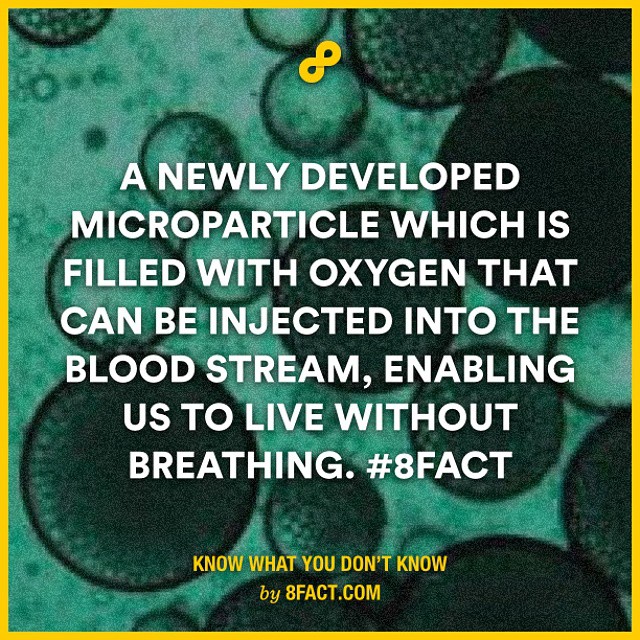 A NEWLY DEVELOPED
MICROPARTICLE WHICH IS
FILLED WITH OXYGEN THAT
CAN BE INJECTED INTO THE
BLOOD STREAM, ENABLING
US TO LIVE WITHOUT
BREATHING. #8FACT
KNOW WHAT YOU DON'T KNOW
by 8FACT.COM